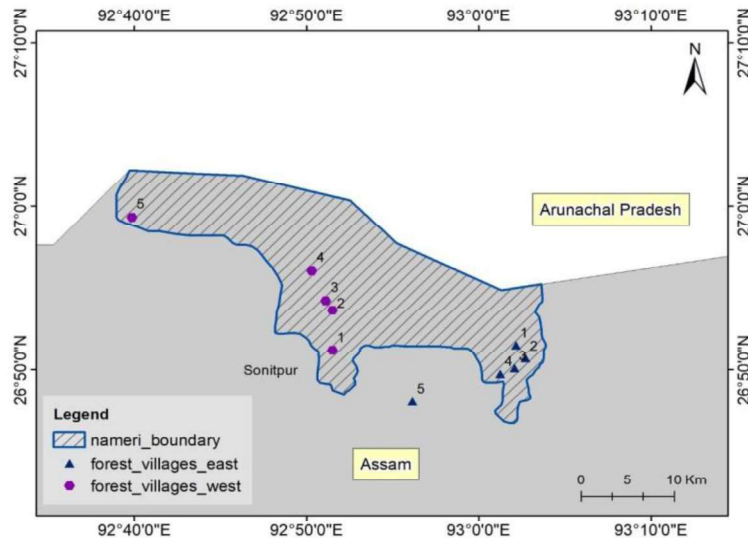 92°40'0"E 92°50'0"E 93°0'0"E 93°10'0"E
27°10'0"N
27°10'0"N
N
27°0'0"N
27°0'0"N
5
Arunachal Pradesh
4
3
2
1
1
2
3
4
26°50'0"N
26°50'0"N
Sonitpur
5
Legend
nameri_boundary
forest_villages_east
forest_villages_west
Assam
0 5 10 Km
92°40'0"E 92°50'0"E 93°0'0"E 93°10'0"E